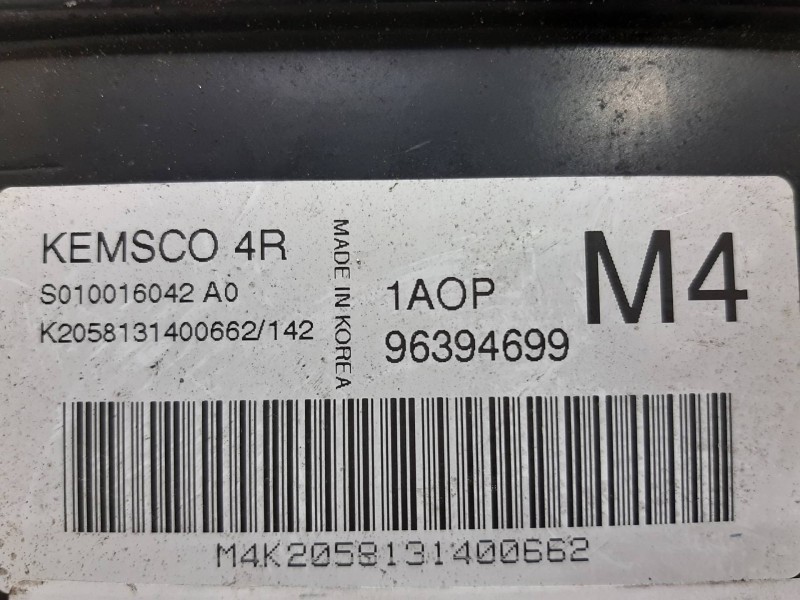 KEMSCO 4R
S010016042 A0
K2058131400662/142
MADE IN KOREA
1AOP
96394699
M4
M4K2058131400662